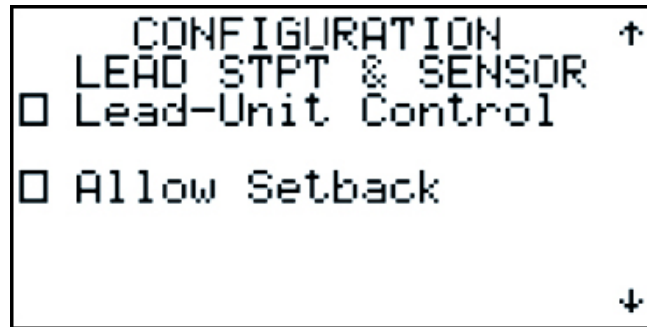 CONFIGURATION ↑
LEAD STPT & SENSOR
□ Lead-Unit Control
□ Allow Setback
↓